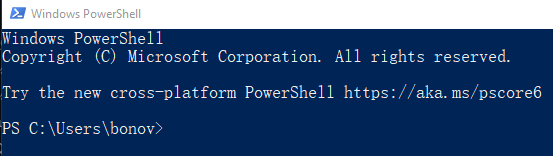 Windows PowerShell
Windows PowerShell
Copyright (C) Microsoft Corporation. All rights reserved.
Try the new cross-platform PowerShell https://aka.ms/pscore6
PS C:\Users\bonov>